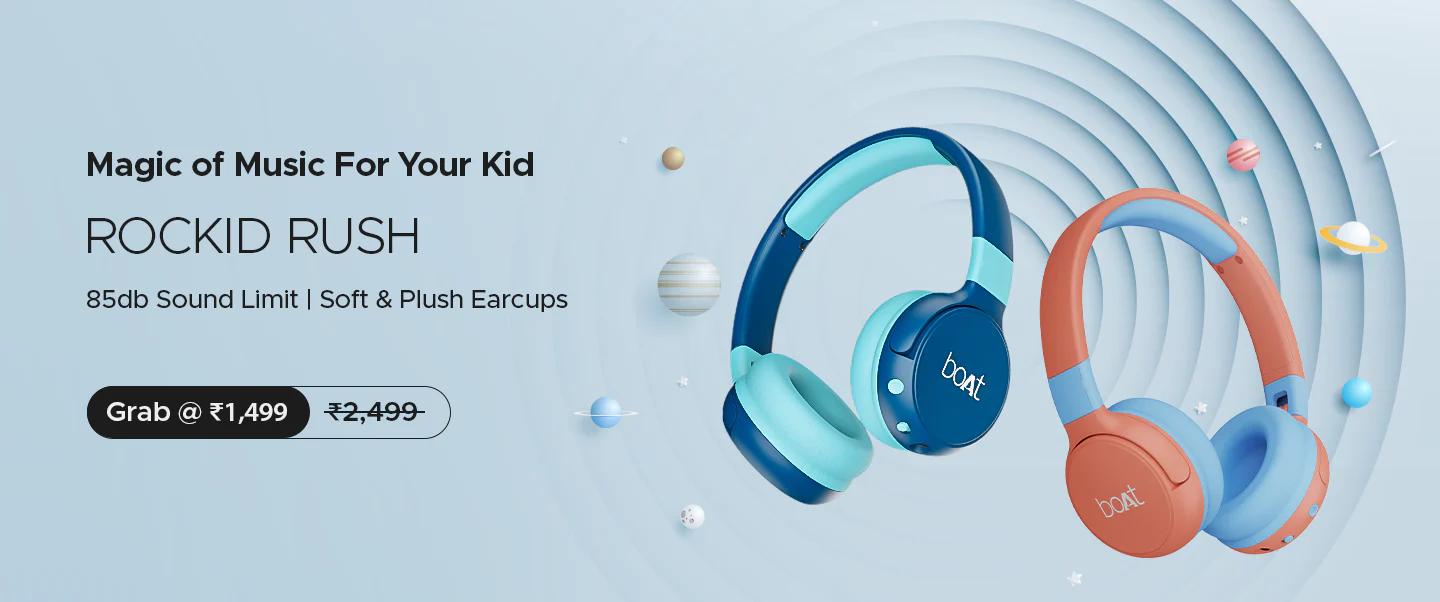 Magic of Music For Your Kid
ROCKID RUSH
85db Sound Limit | Soft & Plush Earcups
Grab @ ₹1,499 ₹2,499
boAt
boAt